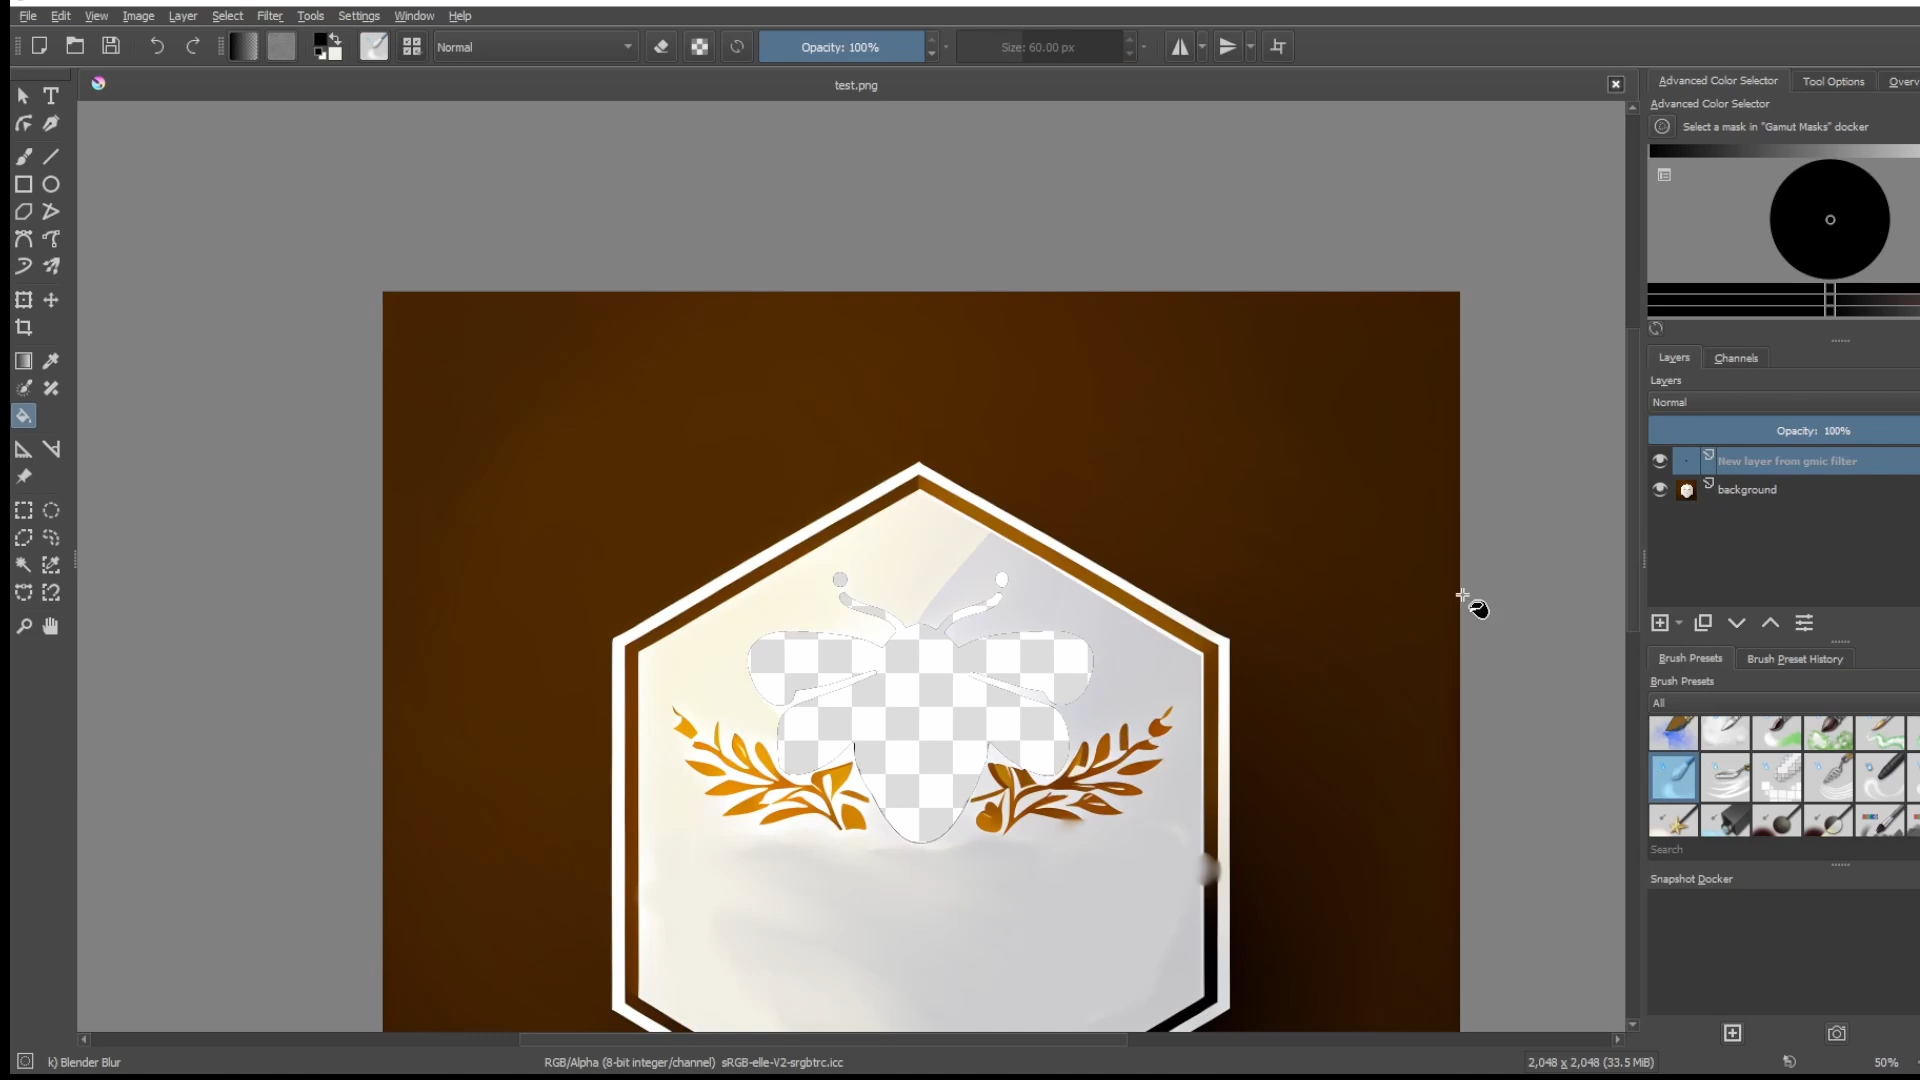 File Edit View Image Layer Select Filter Tools Settings Window Help
Normal Opacity: 100% Size: 60.00 px
test.png
Advanced Color Selector Tool Options Overv
Advanced Color Selector
Select a mask in "Gamut Masks" docker
Layers Channels
Layers
Normal
Opacity: 100%
New layer from gmic filter
background
Brush Presets Brush Preset History
Brush Presets
All
Search
Snapshot Docker
k) Blender Blur RGB/Alpha (8-bit integer/channel) sRGB-elle-V2-srgbtrc.icc 2,048 x 2,048 (33.5 MiB) 50%